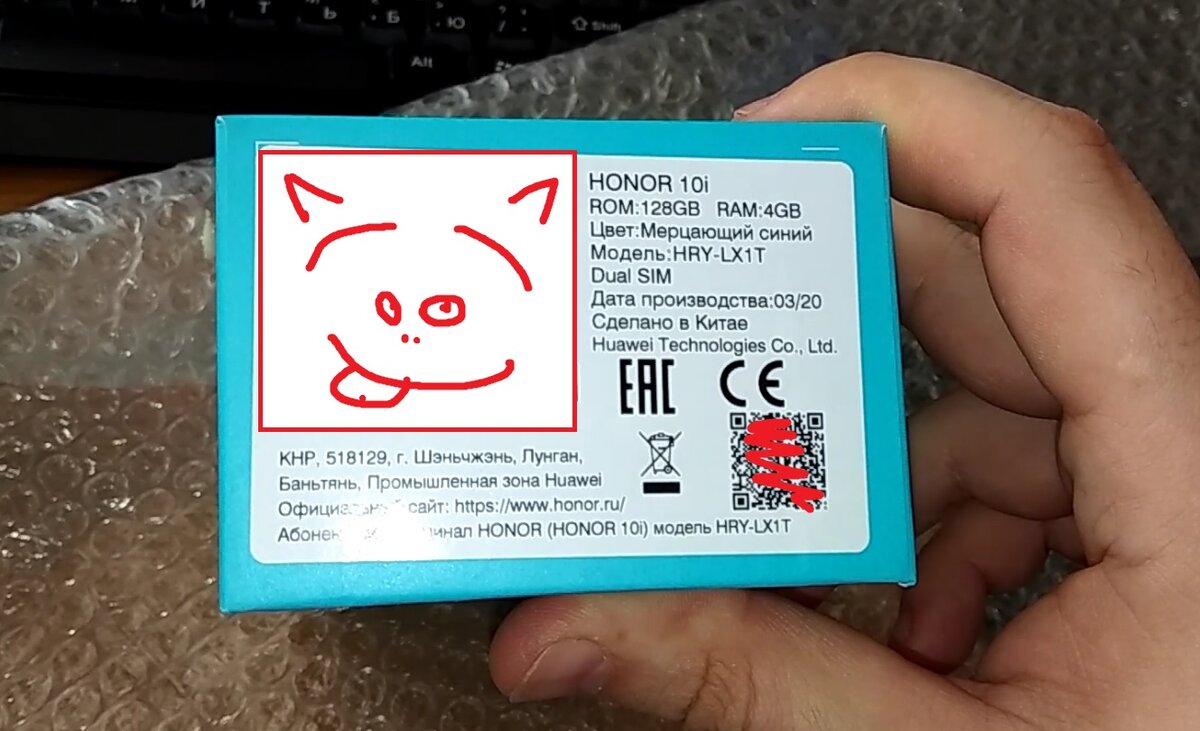 И Т Б Ю Shift
Alt
HONOR 10i
ROM:128GB RAM:4GB
Цвет:Мерцающий синий
Модель:HRY-LX1T
Dual SIM
Дата производства:03/20
Сделано в Китае
Huawei Technologies Co., Ltd.
EAC CE
КНР, 518129, г. Шэньчжэнь, Лунган,
Баньтянь, Промышленная зона Huawei
сайт: https://www.honor.ru/
HONOR (HONOR 10i) модель HRY-LX1T